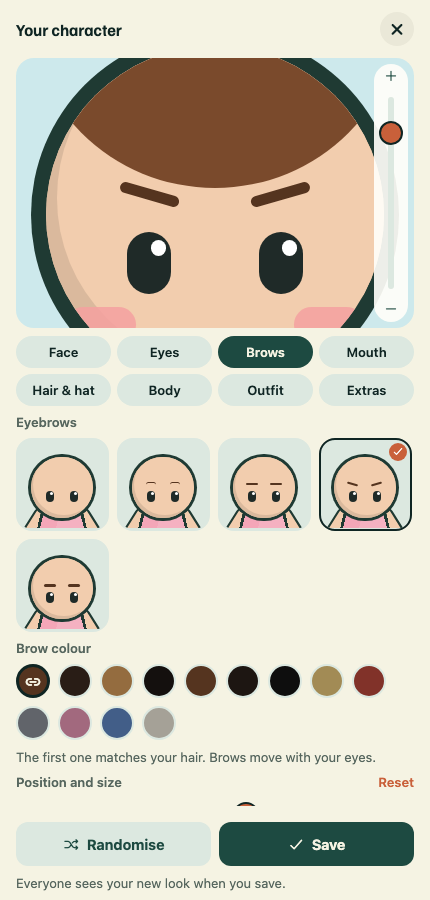 Your character
Face
Eyes
Brows
Mouth
Hair & hat
Body
Outfit
Extras
Eyebrows
Brow colour
The first one matches your hair. Brows move with your eyes.
Position and size
Reset
Randomise
Save
Everyone sees your new look when you save.